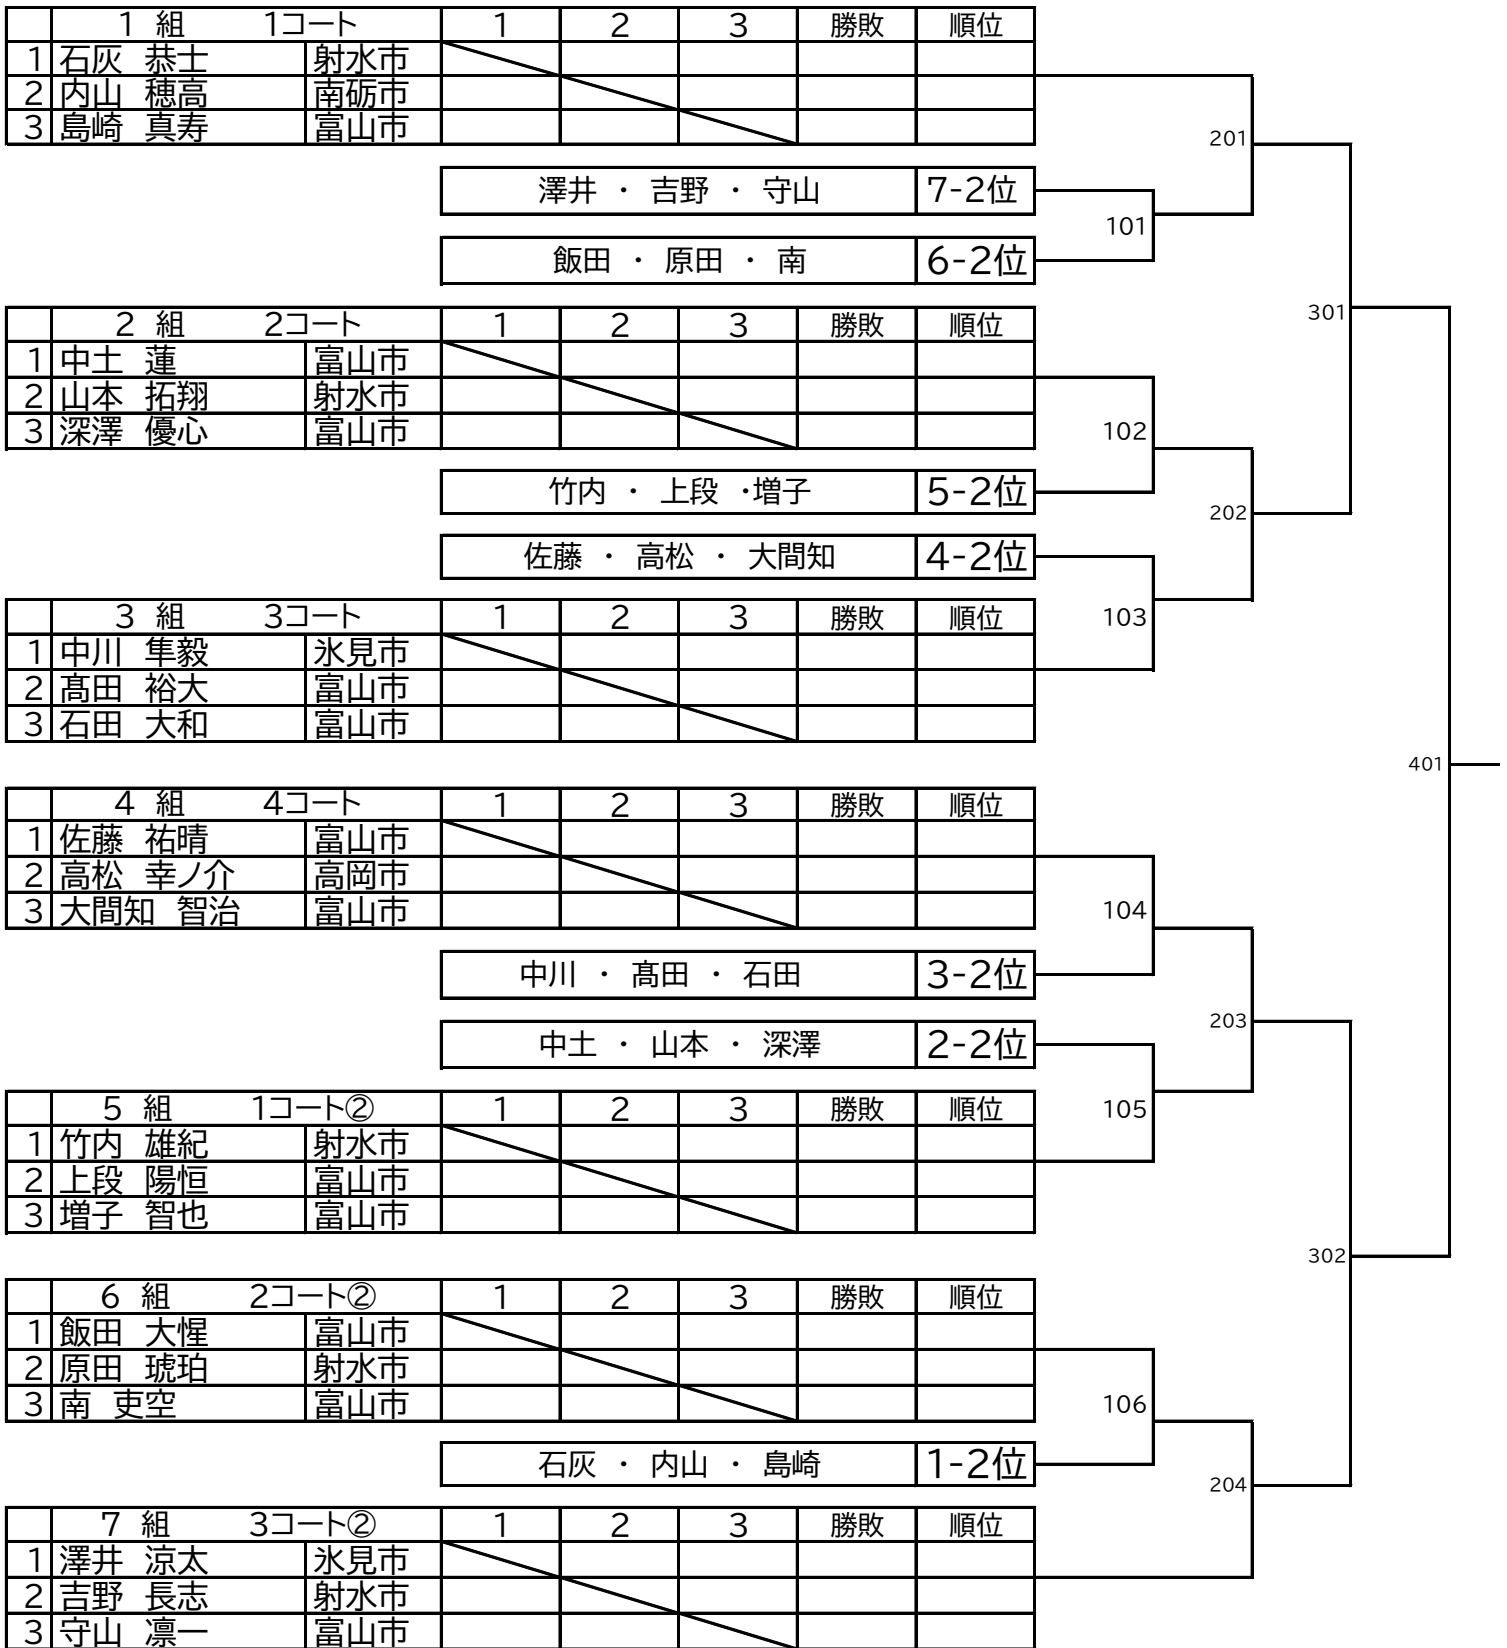 1 組 1コート 1 2 3 勝敗 順位
1 石灰 恭士 射水市
2 内山 穂高 南砺市
3 島崎 真寿 富山市
201
澤井 ・ 吉野 ・ 守山 7-2位
101
飯田 ・ 原田 ・ 南 6-2位
301
2 組 2コート 1 2 3 勝敗 順位
1 中土 蓮 富山市
2 山本 拓翔 射水市
3 深澤 優心 富山市
102
竹内 ・ 上段 ・増子 5-2位
202
佐藤 ・ 高松 ・ 大間知 4-2位
3 組 3コート 1 2 3 勝敗 順位
103
1 中川 隼毅 氷見市
2 髙田 裕大 富山市
3 石田 大和 富山市
401
4 組 4コート 1 2 3 勝敗 順位
1 佐藤 祐晴 富山市
2 高松 幸ノ介 高岡市
3 大間知 智治 富山市
104
中川 ・ 髙田 ・ 石田 3-2位
203
中土 ・ 山本 ・ 深澤 2-2位
5 組 1コート② 1 2 3 勝敗 順位
105
1 竹内 雄紀 射水市
2 上段 陽恒 富山市
3 増子 智也 富山市
302
6 組 2コート② 1 2 3 勝敗 順位
1 飯田 大惺 富山市
2 原田 琥珀 射水市
3 南 吏空 富山市
106
石灰 ・ 内山 ・ 島崎 1-2位
204
7 組 3コート② 1 2 3 勝敗 順位
1 澤井 涼太 氷見市
2 吉野 長志 射水市
3 守山 凛一 富山市